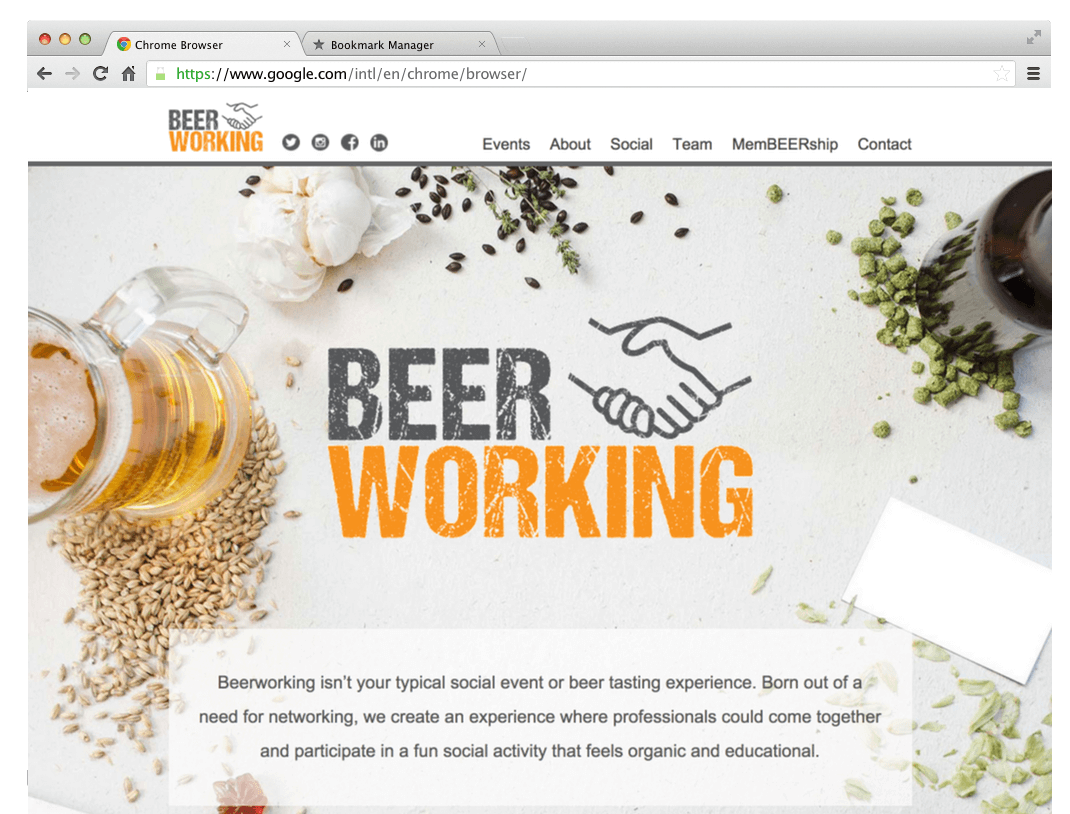 Chrome Browser
Bookmark Manager
https://www.google.com/intl/en/chrome/browser/
BEER
WORKING
Events About Social Team MemBEERship Contact
BEER
WORKING
Beerworking isn't your typical social event or beer tasting experience. Born out of a
need for networking, we create an experience where professionals could come together
and participate in a fun social activity that feels organic and educational.